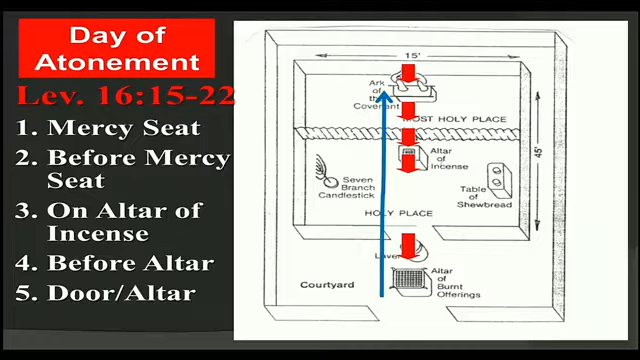 Day of
Atonement
Lev. 16:15-22
1. Mercy Seat
2. Before Mercy
Seat
3. On Altar of
Incense
4. Before Altar
5. Door/Altar
15'
Ark
of
the
Covenant
MOST HOLY PLACE
Altar
of
Incense
45'
Seven
Branch
Candlestick
Table
of
Shewbread
HOLY PLACE
Laver
Courtyard
Altar
of
Burnt
Offerings